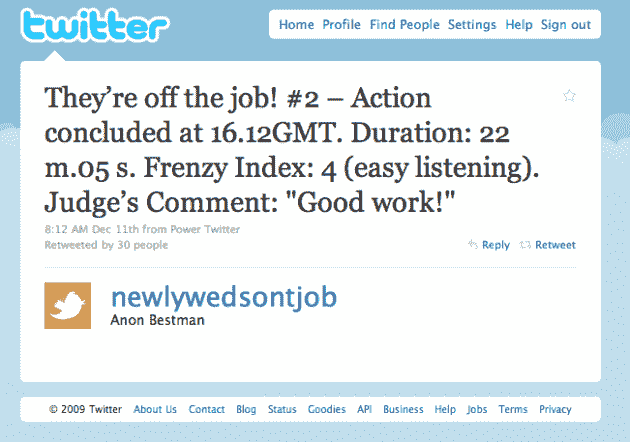 twitter
Home Profile Find People Settings Help Sign out
They’re off the job! #2 – Action
concluded at 16.12GMT. Duration: 22
m.05 s. Frenzy Index: 4 (easy listening).
Judge’s Comment: "Good work!"
8:12 AM Dec 11th from Power Twitter
Retweeted by 30 people
Reply Retweet
newlywedsontjob
Anon Bestman
© 2009 Twitter About Us Contact Blog Status Goodies API Business Help Jobs Terms Privacy